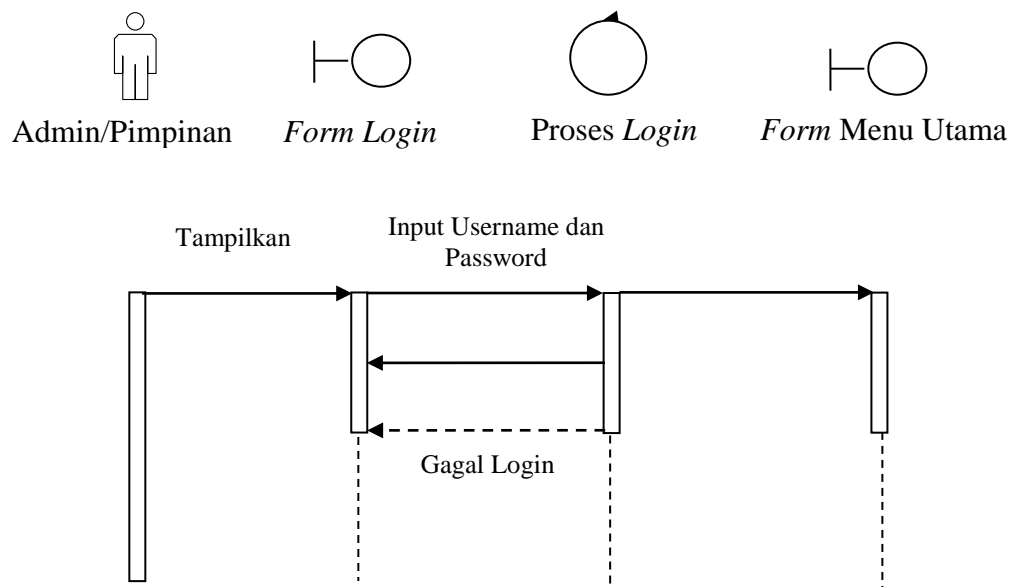 Admin/Pimpinan
Form Login
Proses Login
Form Menu Utama
Tampilkan
Input Username dan
Password
Gagal Login